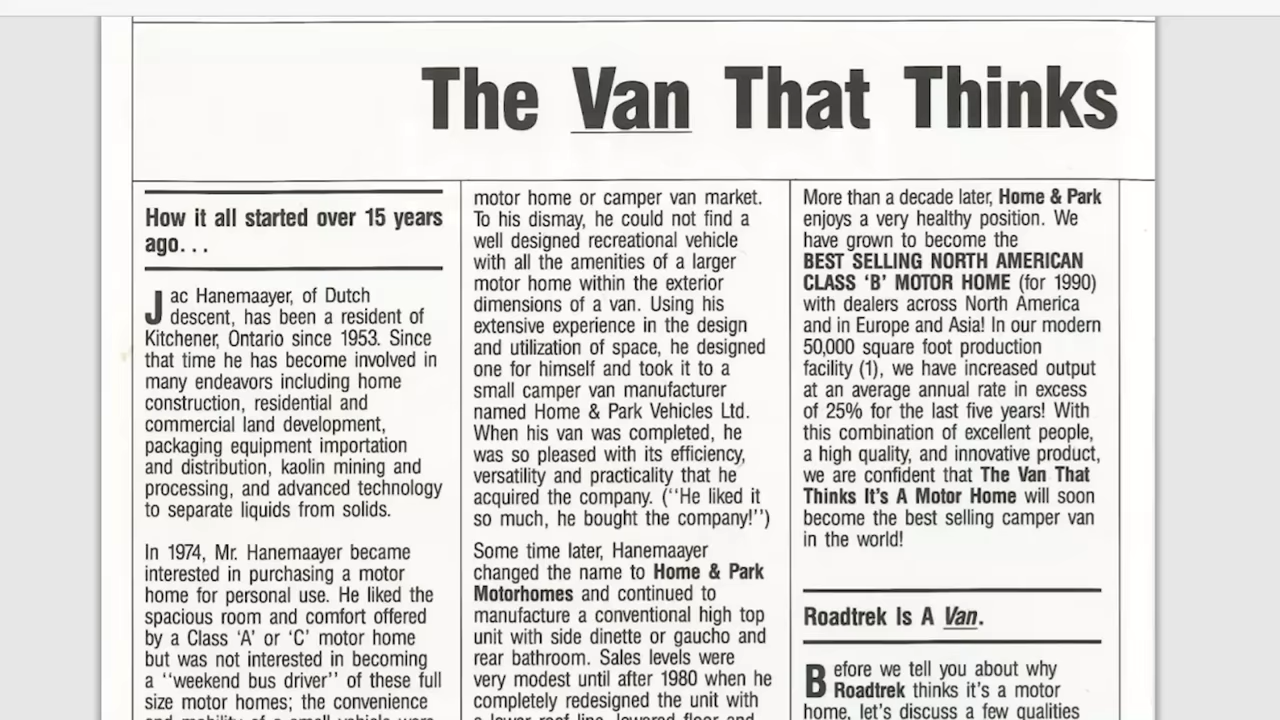 The Van That Thinks
How it all started over 15 years
ago. . .
Jac Hanemaayer, of Dutch
descent, has been a resident of
Kitchener, Ontario since 1953. Since
that time he has become involved in
many endeavors including home
construction, residential and
commercial land development,
packaging equipment importation
and distribution, kaolin mining and
processing, and advanced technology
to separate liquids from solids.
In 1974, Mr. Hanemaayer became
interested in purchasing a motor
home for personal use. He liked the
spacious room and comfort offered
by a Class ‘A’ or ‘C’ motor home
but was not interested in becoming
a ‘‘weekend bus driver’’ of these full
size motor homes; the convenience
and mobility of a small vehicle were
motor home or camper van market.
To his dismay, he could not find a
well designed recreational vehicle
with all the amenities of a larger
motor home within the exterior
dimensions of a van. Using his
extensive experience in the design
and utilization of space, he designed
one for himself and took it to a
small camper van manufacturer
named Home & Park Vehicles Ltd.
When his van was completed, he
was so pleased with its efficiency,
versatility and practicality that he
acquired the company. (‘‘He liked it
so much, he bought the company!’’)
Some time later, Hanemaayer
changed the name to Home & Park
Motorhomes and continued to
manufacture a conventional high top
unit with side dinette or gaucho and
rear bathroom. Sales levels were
very modest until after 1980 when he
completely redesigned the unit with
a lower roof line, lowered floor and
More than a decade later, Home & Park
enjoys a very healthy position. We
have grown to become the
BEST SELLING NORTH AMERICAN
CLASS ‘B’ MOTOR HOME (for 1990)
with dealers across North America
and in Europe and Asia! In our modern
50,000 square foot production
facility (1), we have increased output
at an average annual rate in excess
of 25% for the last five years! With
this combination of excellent people,
a high quality, and innovative product,
we are confident that The Van That
Thinks It’s A Motor Home will soon
become the best selling camper van
in the world!
Roadtrek Is A Van.
Before we tell you about why
Roadtrek thinks it’s a motor
home, let’s discuss a few qualities